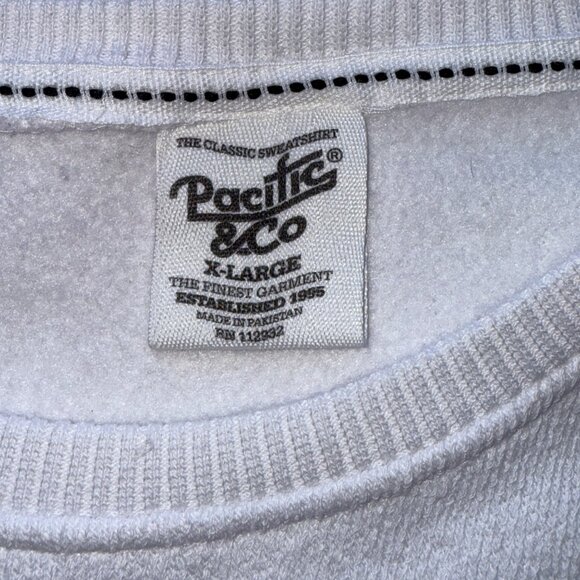 THE CLASSIC SWEATSHIRT
Pacific®
&Co
X-LARGE
THE FINEST GARMENT
ESTABLISHED 1995
MADE IN PAKISTAN
RN 112932